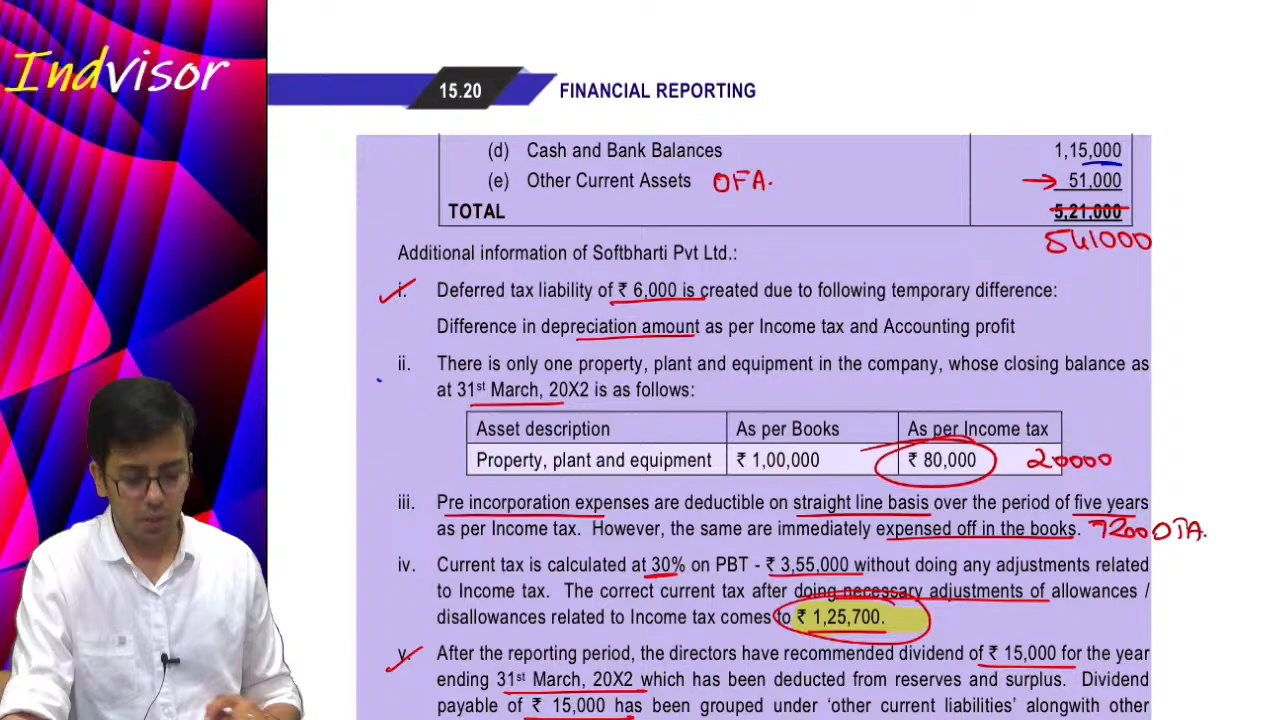 Indvisor
15.20 FINANCIAL REPORTING
(d) Cash and Bank Balances 1,15,000
(e) Other Current Assets OFA. → 51,000
TOTAL 5,21,000
541000
Additional information of Softbharti Pvt Ltd.:
i. Deferred tax liability of ₹ 6,000 is created due to following temporary difference:
Difference in depreciation amount as per Income tax and Accounting profit
ii. There is only one property, plant and equipment in the company, whose closing balance as
at 31st March, 20X2 is as follows:
Asset description As per Books As per Income tax
Property, plant and equipment ₹ 1,00,000 ₹ 80,000 20000
iii. Pre incorporation expenses are deductible on straight line basis over the period of five years
as per Income tax. However, the same are immediately expensed off in the books. 7200 DTA.
iv. Current tax is calculated at 30% on PBT - ₹ 3,55,000 without doing any adjustments related
to Income tax. The correct current tax after doing necessary adjustments of allowances /
disallowances related to Income tax comes to ₹ 1,25,700.
v. After the reporting period, the directors have recommended dividend of ₹ 15,000 for the year
ending 31st March, 20X2 which has been deducted from reserves and surplus. Dividend
payable of ₹ 15,000 has been grouped under 'other current liabilities' alongwith other